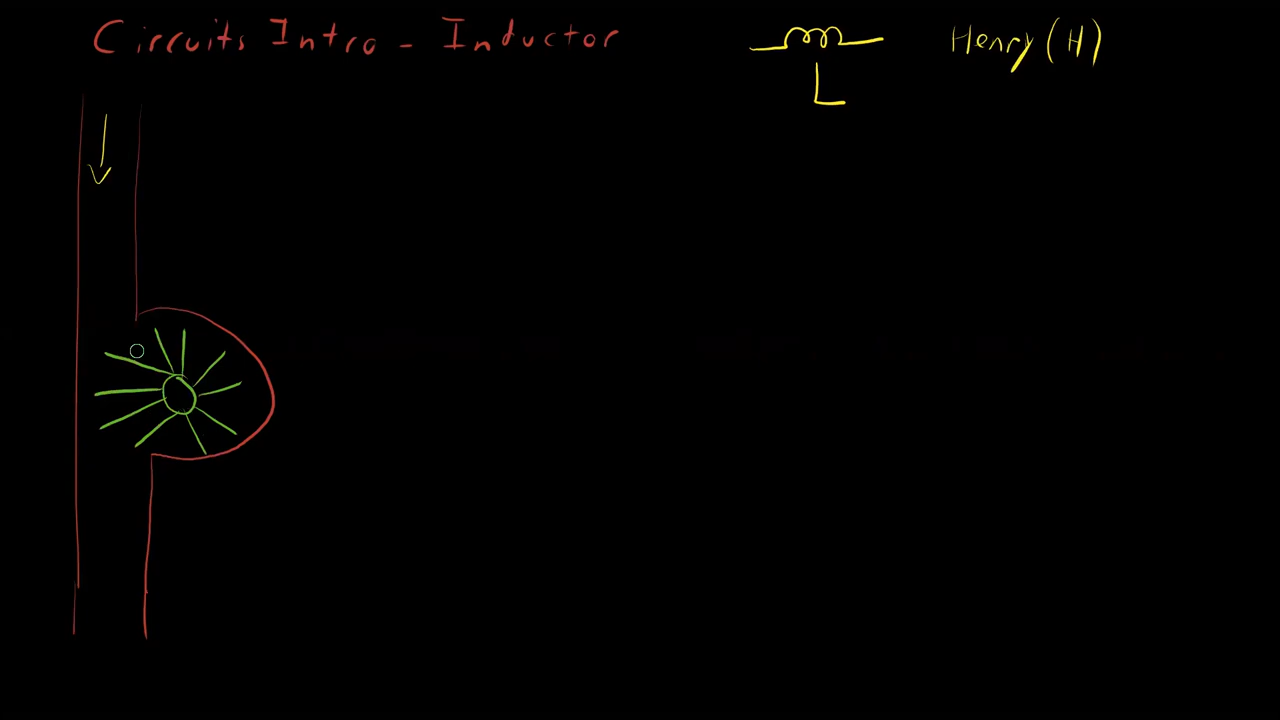 Circuits Intro - Inductor
Henry (H)
L